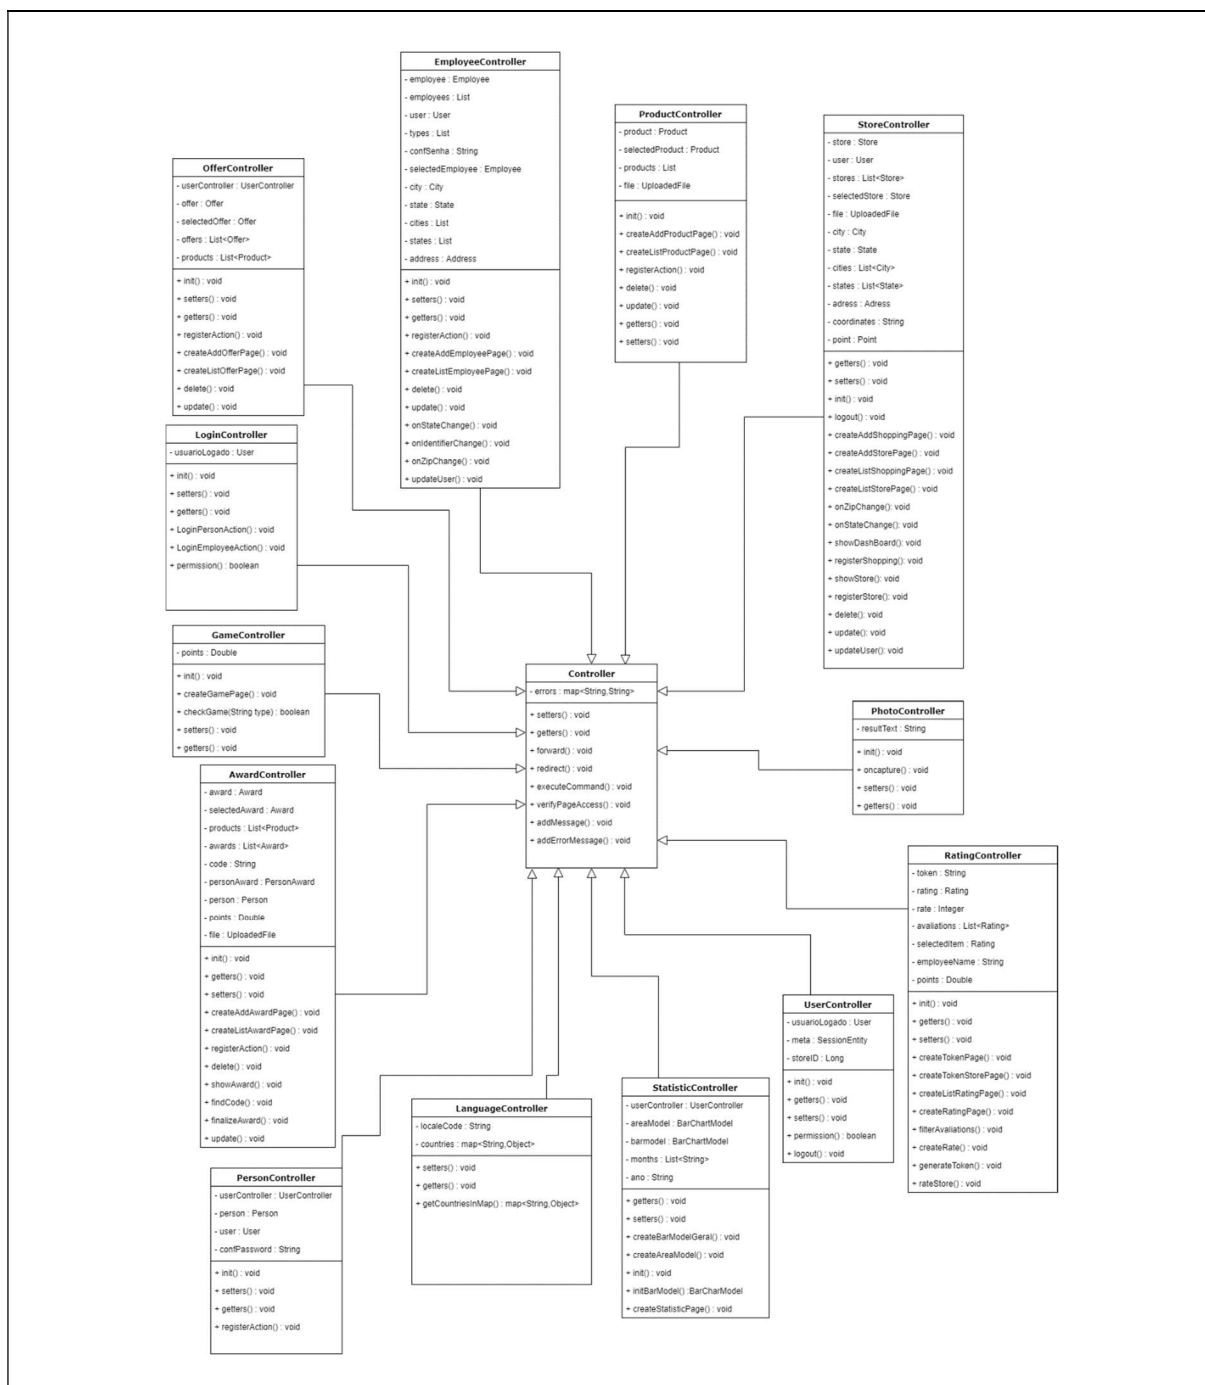 EmployeeController
- employee : Employee
- employees : List
- user : User
- types : List
- confSenha : String
- selectedEmployee : Employee
- city : City
- state : State
- cities : List
- states : List
- address : Address
+ init() : void
+ setters() : void
+ getters() : void
+ registerAction() : void
+ createAddEmployeePage() : void
+ createListEmployeePage() : void
+ delete() : void
+ update() : void
+ onStateChange() : void
+ onIdentifierChange() : void
+ onZipChange() : void
+ updateUser() : void
ProductController
- product : Product
- selectedProduct : Product
- products : List
- file : UploadedFile
+ init() : void
+ createAddProductPage() : void
+ createListProductPage() : void
+ registerAction() : void
+ delete() : void
+ update() : void
+ getters() : void
+ setters() : void
StoreController
- store : Store
- user : User
- stores : List<Store>
- selectedStore : Store
- file : UploadedFile
- city : City
- state : State
- cities : List<City>
- states : List<State>
- adress : Adress
- coordinates : String
- point : Point
+ getters() : void
+ setters() : void
+ init() : void
+ logout() : void
+ createAddShoppingPage() : void
+ createAddStorePage() : void
+ createListShoppingPage() : void
+ createListStorePage() : void
+ onZipChange() : void
+ onStateChange() : void
+ showDashBoard(): void
+ registerShopping(): void
+ showStore(): void
+ registerStore(): void
+ delete(): void
+ update(): void
+ updateUser(): void
OfferController
- userController : UserController
- offer : Offer
- selectedOffer : Offer
- offers : List<Offer>
- products : List<Product>
+ init() : void
+ setters() : void
+ getters() : void
+ registerAction() : void
+ createAddOfferPage() : void
+ createListOfferPage() : void
+ delete() : void
+ update() : void
LoginController
- usuarioLogado : User
+ init() : void
+ setters() : void
+ getters() : void
+ LoginPersonAction() : void
+ LoginEmployeeAction() : void
+ permission() : boolean
GameController
- points : Double
+ init() : void
+ createGamePage() : void
+ checkGame(String type) : boolean
+ setters() : void
+ getters() : void
Controller
- errors : map<String,String>
+ setters() : void
+ getters() : void
+ forward() : void
+ redirect() : void
+ executeCommand() : void
+ verifyPageAccess() : void
+ addMessage() : void
+ addErrorMessage() : void
PhotoController
- resultText : String
+ init() : void
+ oncapture() : void
+ setters() : void
+ getters() : void
AwardController
- award : Award
- selectedAward : Award
- products : List<Product>
- awards : List<Award>
- code : String
- personAward : PersonAward
- person : Person
- points : Double
- file : UploadedFile
+ init() : void
+ getters() : void
+ setters() : void
+ createAddAwardPage() : void
+ createListAwardPage() : void
+ registerAction() : void
+ delete() : void
+ showAward() : void
+ findCode() : void
+ finalizeAward() : void
+ update() : void
RatingController
- token : String
- rating : Rating
- rate : Integer
- avaliations : List<Rating>
- selectedItem : Rating
- employeeName : String
- points : Double
+ init() : void
+ getters() : void
+ setters() : void
+ createTokenPage() : void
+ createTokenStorePage() : void
+ createListRatingPage() : void
+ createRatingPage() : void
+ filterAvaliations() : void
+ createRate() : void
+ generateToken() : void
+ rateStore() : void
UserController
- usuarioLogado : User
- meta : SessionEntity
- storeID : Long
+ init() : void
+ getters() : void
+ setters() : void
+ permission() : boolean
+ logout() : void
StatisticController
- userController : UserController
- areaModel : BarChartModel
- barmodel : BarChartModel
- months : List<String>
- ano : String
+ getters() : void
+ setters() : void
+ createBarModelGeral() : void
+ createAreaModel() : void
+ init() : void
+ initBarModel() :BarCharModel
+ createStatisticPage() : void
LanguageController
- localeCode : String
- countries : map<String,Object>
+ setters() : void
+ getters() : void
+ getCountriesInMap() : map<String,Object>
PersonController
- userController : UserController
- person : Person
- user : User
- confPassword : String
+ init() : void
+ setters() : void
+ getters() : void
+ registerAction() : void